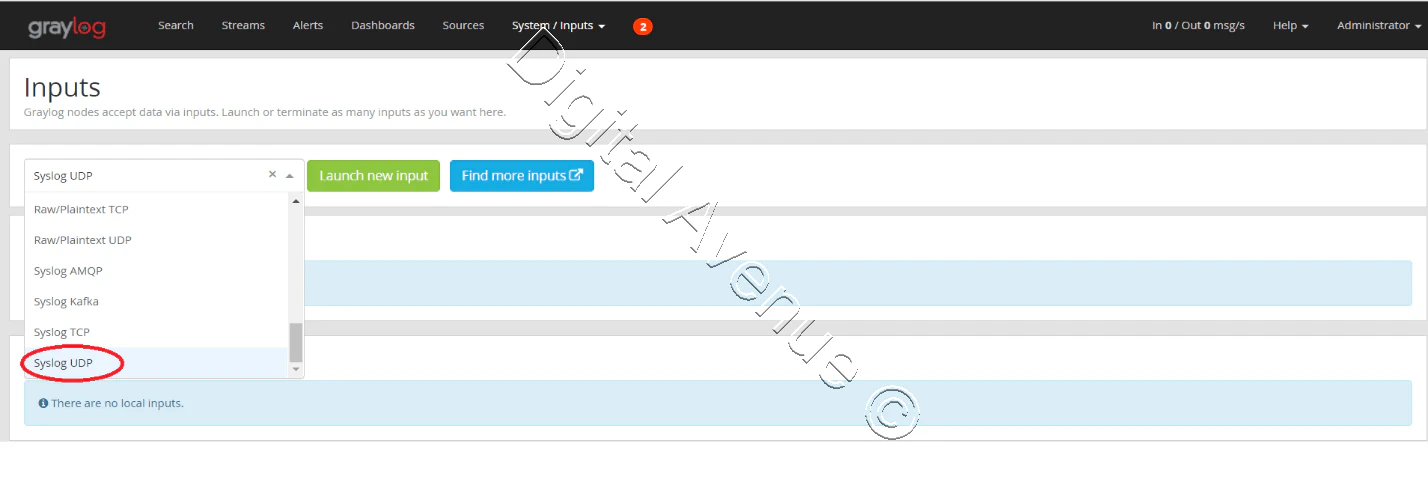 graylog Search Streams Alerts Dashboards Sources System / Inputs 2 In 0 / Out 0 msg/s Help Administrator
Inputs
Graylog nodes accept data via inputs. Launch or terminate as many inputs as you want here.
Syslog UDP × Launch new input Find more inputs
Raw/Plaintext TCP
Raw/Plaintext UDP
Syslog AMQP
Syslog Kafka
Syslog TCP
Syslog UDP
There are no local inputs.
Digital Avenue ©